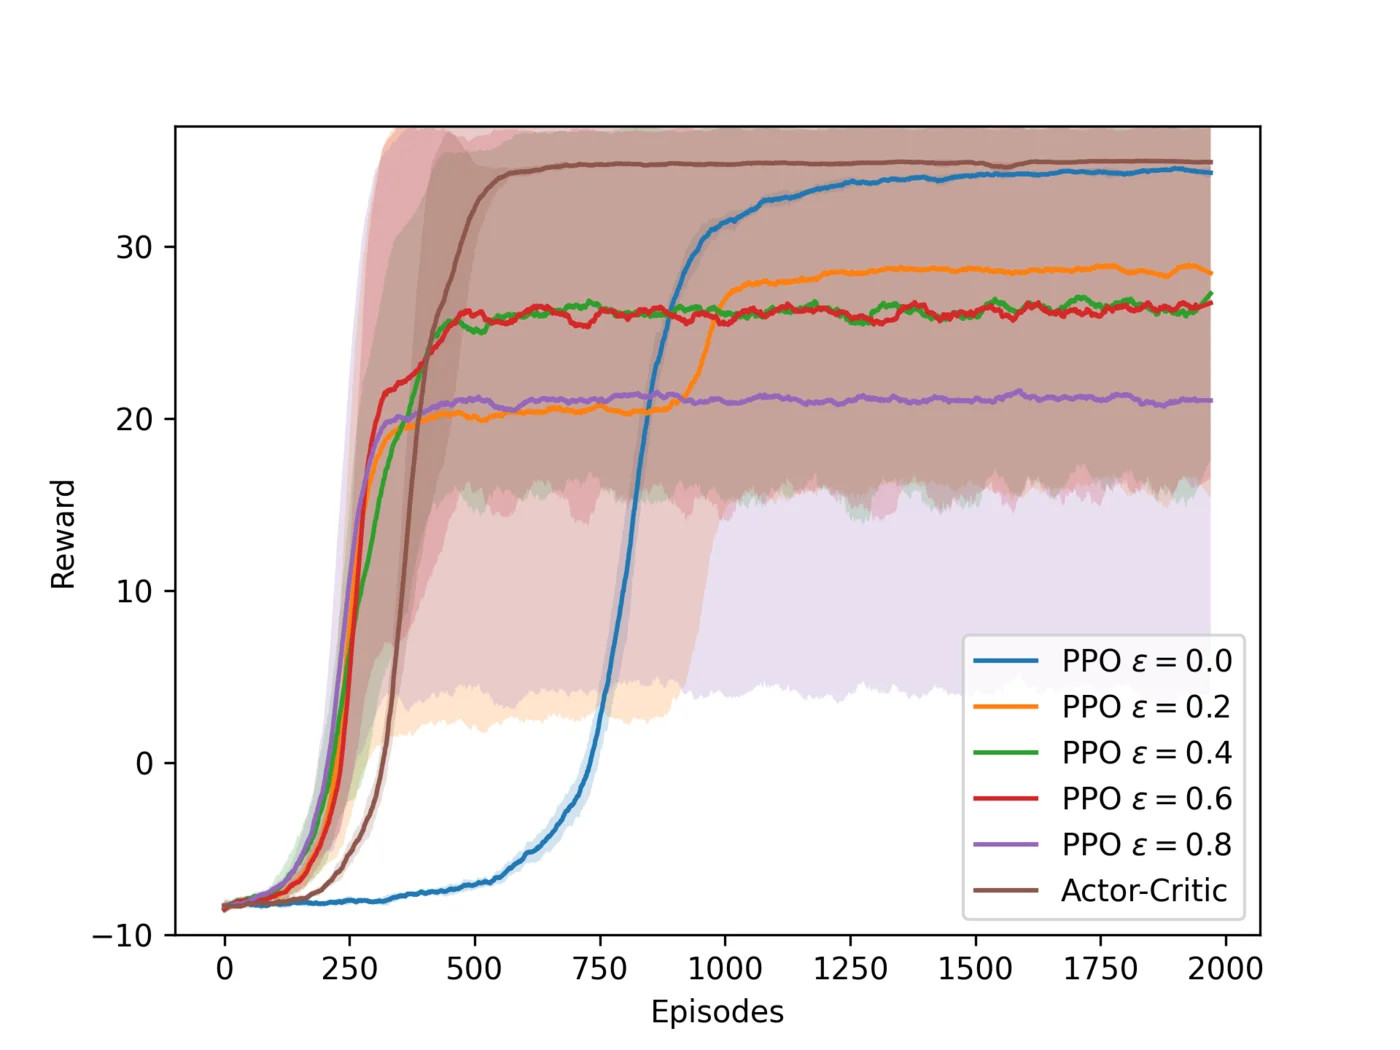 30
20
10
0
−10
Reward
0 250 500 750 1000 1250 1500 1750 2000
Episodes
PPO ε = 0.0
PPO ε = 0.2
PPO ε = 0.4
PPO ε = 0.6
PPO ε = 0.8
Actor-Critic